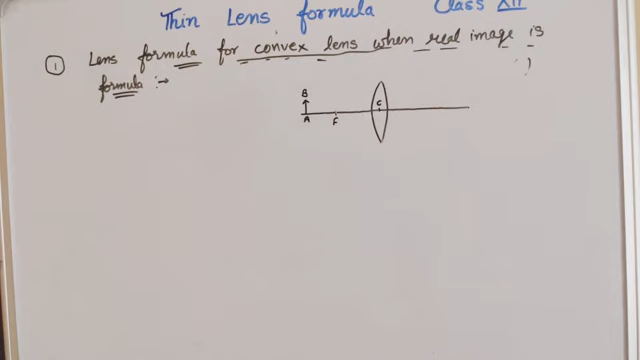 Thin Lens formula Class XII
① Lens formula for convex lens when real image is
formula :→
B
A F C